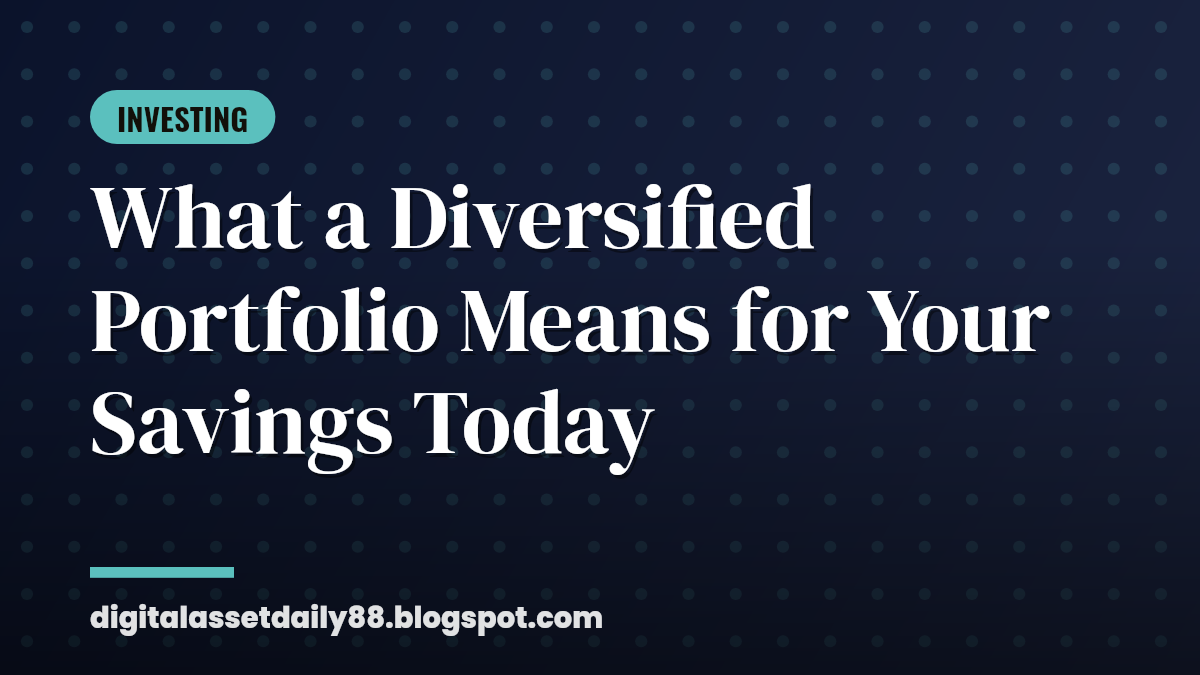 INVESTING
What a Diversified
Portfolio Means for Your
Savings Today
digitalassetdaily88.blogspot.com